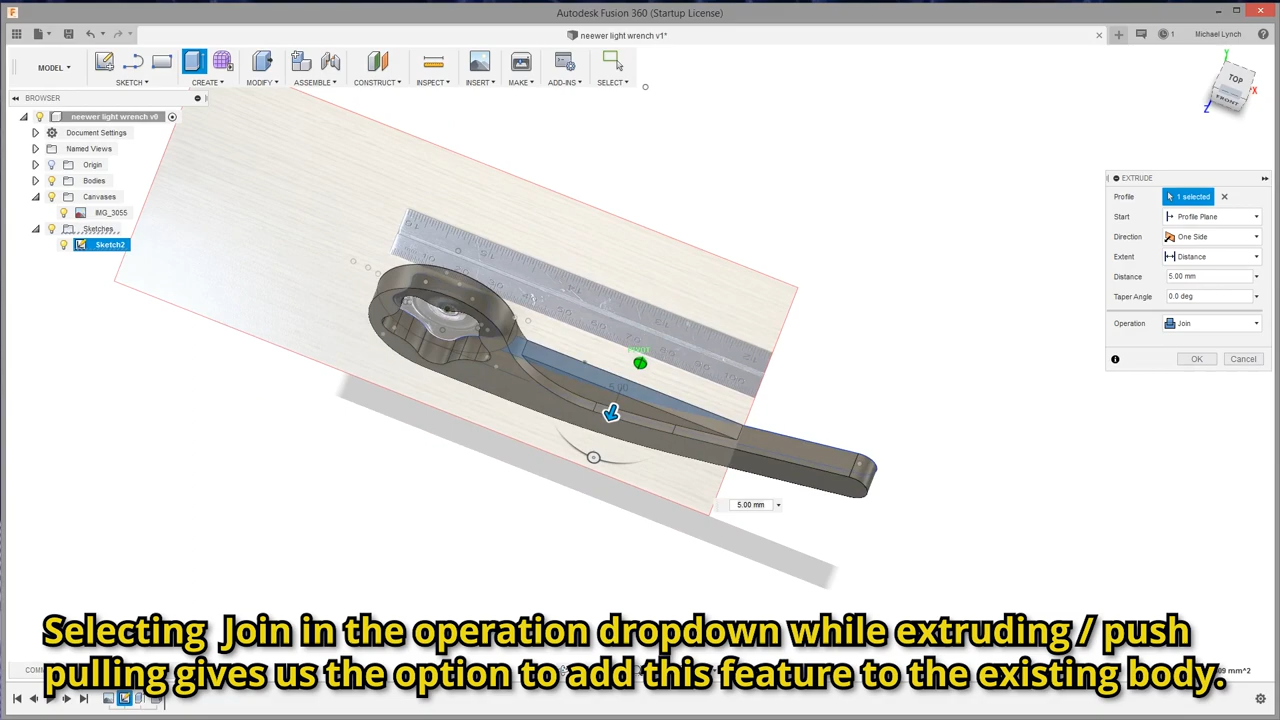 Autodesk Fusion 360 (Startup License)
neewer light wrench v1*
1
Michael Lynch
MODEL
SKETCH
CREATE
MODIFY
ASSEMBLE
CONSTRUCT
INSPECT
INSERT
MAKE
ADD-INS
SELECT
BROWSER
neewer light wrench v0
Document Settings
Named Views
Origin
Bodies
Canvases
IMG_3055
Sketches
Sketch2
TOP
FRONT
Y
X
Z
EXTRUDE
Profile
1 selected
Start
Profile Plane
Direction
One Side
Extent
Distance
Distance
5.00 mm
Taper Angle
0.0 deg
Operation
Join
OK
Cancel
5.00
5.00 mm
Selecting Join in the operation dropdown while extruding / push
pulling gives us the option to add this feature to the existing body.